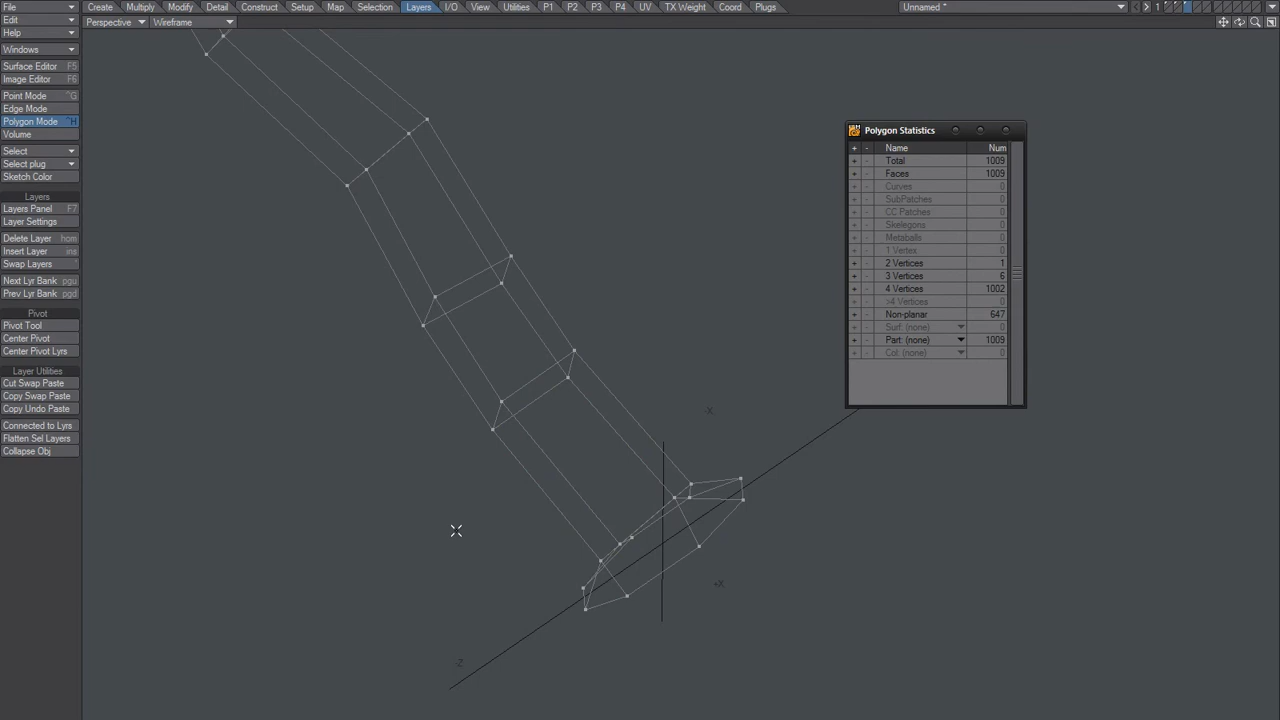 File Create Multiply Modify Detail Construct Setup Map Selection Layers I/O View Utilities P1 P2 P3 P4 UV TX Weight Coord Plugs Unnamed * 1
Edit Perspective Wireframe
Help
Windows
Surface Editor F5
Image Editor F6
Point Mode ^G
Edge Mode
Polygon Mode ^H
Volume
Select
Select plug
Sketch Color
Layers
Layers Panel F7
Layer Settings
Delete Layer hom
Insert Layer ins
Swap Layers '
Next Lyr Bank pgu
Prev Lyr Bank pgd
Pivot
Pivot Tool
Center Pivot
Center Pivot Lyrs
Layer Utilities
Cut Swap Paste
Copy Swap Paste
Copy Undo Paste
Connected to Lyrs
Flatten Sel Layers
Collapse Obj
Polygon Statistics
+ - Name Num
+ - Total 1009
+ - Faces 1009
+ - Curves 0
+ - SubPatches 0
+ - CC Patches 0
+ - Skelegons 0
+ - Metaballs 0
+ - 1 Vertex 0
+ - 2 Vertices 1
+ - 3 Vertices 6
+ - 4 Vertices 1002
+ - >4 Vertices 0
+ - Non-planar 647
+ - Surf: (none) 0
+ - Part: (none) 1009
+ - Col: (none) 0
-X
+X
-Z